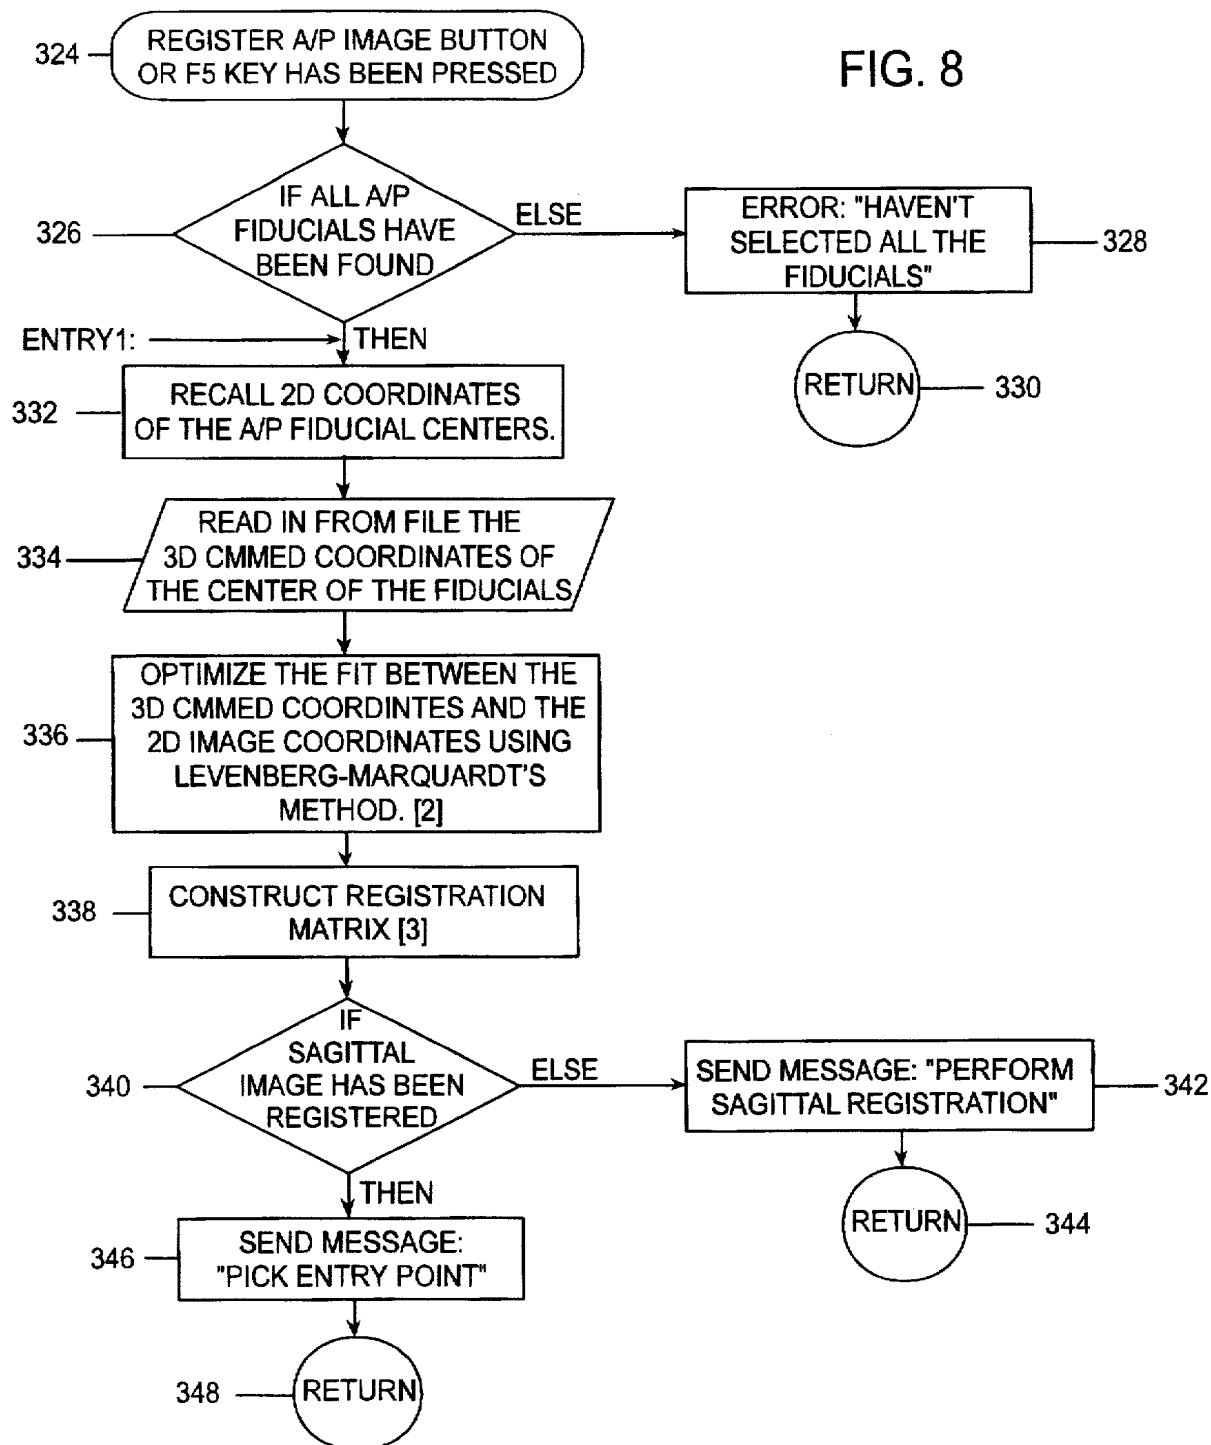 FIG. 8
324
REGISTER A/P IMAGE BUTTON
OR F5 KEY HAS BEEN PRESSED
326
IF ALL A/P
FIDUCIALS HAVE
BEEN FOUND
ELSE
ERROR: "HAVEN'T
SELECTED ALL THE
FIDUCIALS"
328
RETURN
330
ENTRY1:
THEN
332
RECALL 2D COORDINATES
OF THE A/P FIDUCIAL CENTERS.
334
READ IN FROM FILE THE
3D CMMED COORDINATES OF
THE CENTER OF THE FIDUCIALS
336
OPTIMIZE THE FIT BETWEEN THE
3D CMMED COORDINTES AND THE
2D IMAGE COORDINATES USING
LEVENBERG-MARQUARDT'S
METHOD. [2]
338
CONSTRUCT REGISTRATION
MATRIX [3]
340
IF
SAGITTAL
IMAGE HAS BEEN
REGISTERED
ELSE
SEND MESSAGE: "PERFORM
SAGITTAL REGISTRATION"
342
RETURN
344
THEN
346
SEND MESSAGE:
"PICK ENTRY POINT"
348
RETURN